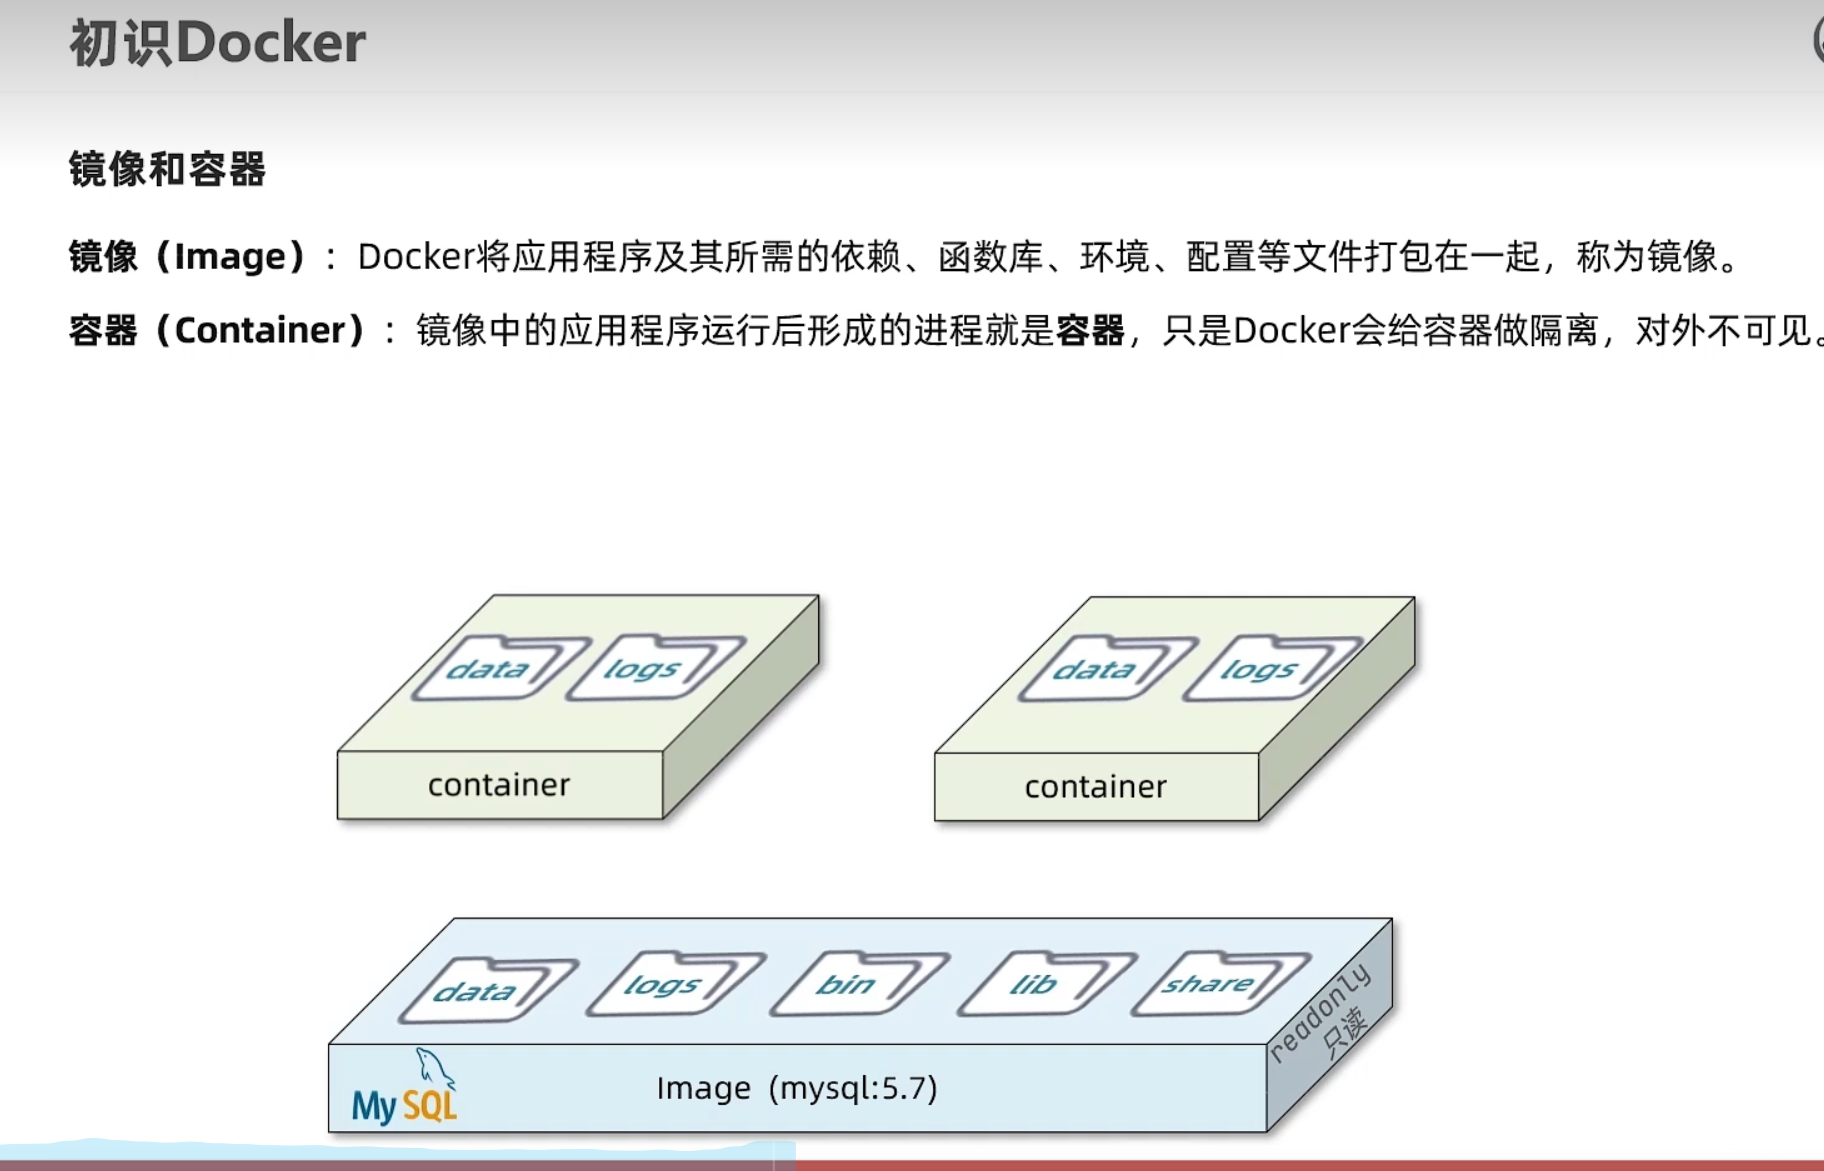 初识Docker
镜像和容器
镜像（Image）：Docker将应用程序及其所需的依赖、函数库、环境、配置等文件打包在一起，称为镜像。
容器（Container）：镜像中的应用程序运行后形成的进程就是容器，只是Docker会给容器做隔离，对外不可见。
data logs
data logs
container
container
data logs bin lib share
readonly
只读
MySQL
Image (mysql:5.7)